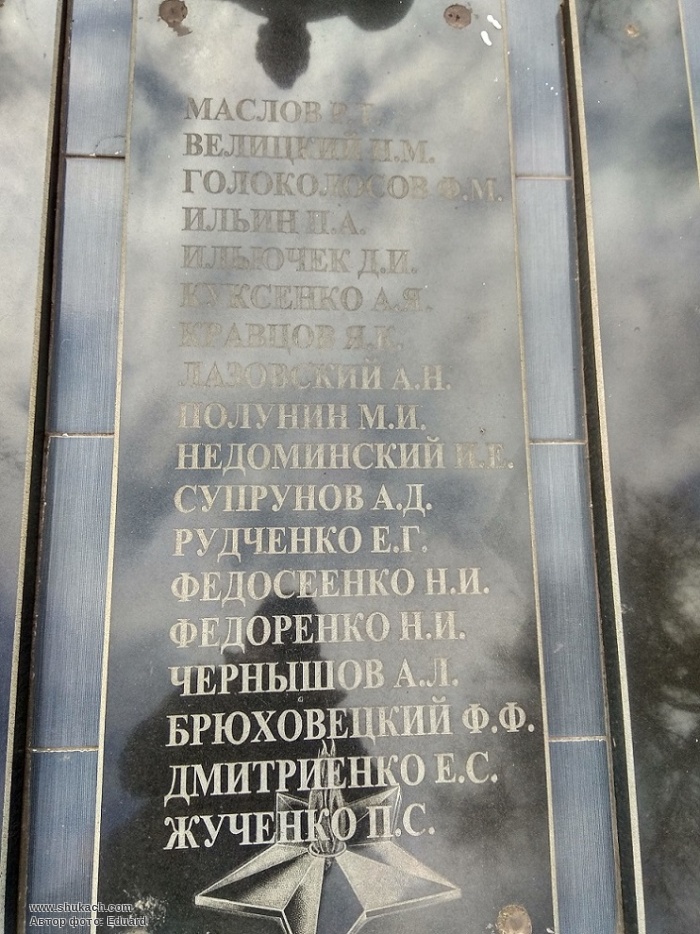 МАСЛОВ
ВЕЛИЦКИЙ Н.М.
ГОЛОКОЛОСОВ Ф.М.
ИЛЬИН П.А.
ИЛЬЮЧЕК Д.И.
КУКСЕНКО А.Я.
КРАВЦОВ Я.К.
ЛАЗОВСКИЙ А.Н.
ПОЛУНИН М.И.
НЕДОМИНСКИЙ И.Е.
СУПРУНОВ А.Д.
РУДЧЕНКО Е.Г.
ФЕДОСЕЕНКО Н.И.
ФЕДОРЕНКО Н.И.
ЧЕРНЫШОВ А.Л.
БРЮХОВЕЦКИЙ Ф.Ф.
ДМИТРИЕНКО Е.С.
ЖУЧЕНКО П.С.
www.shukach.com
Автор фото: Eduard